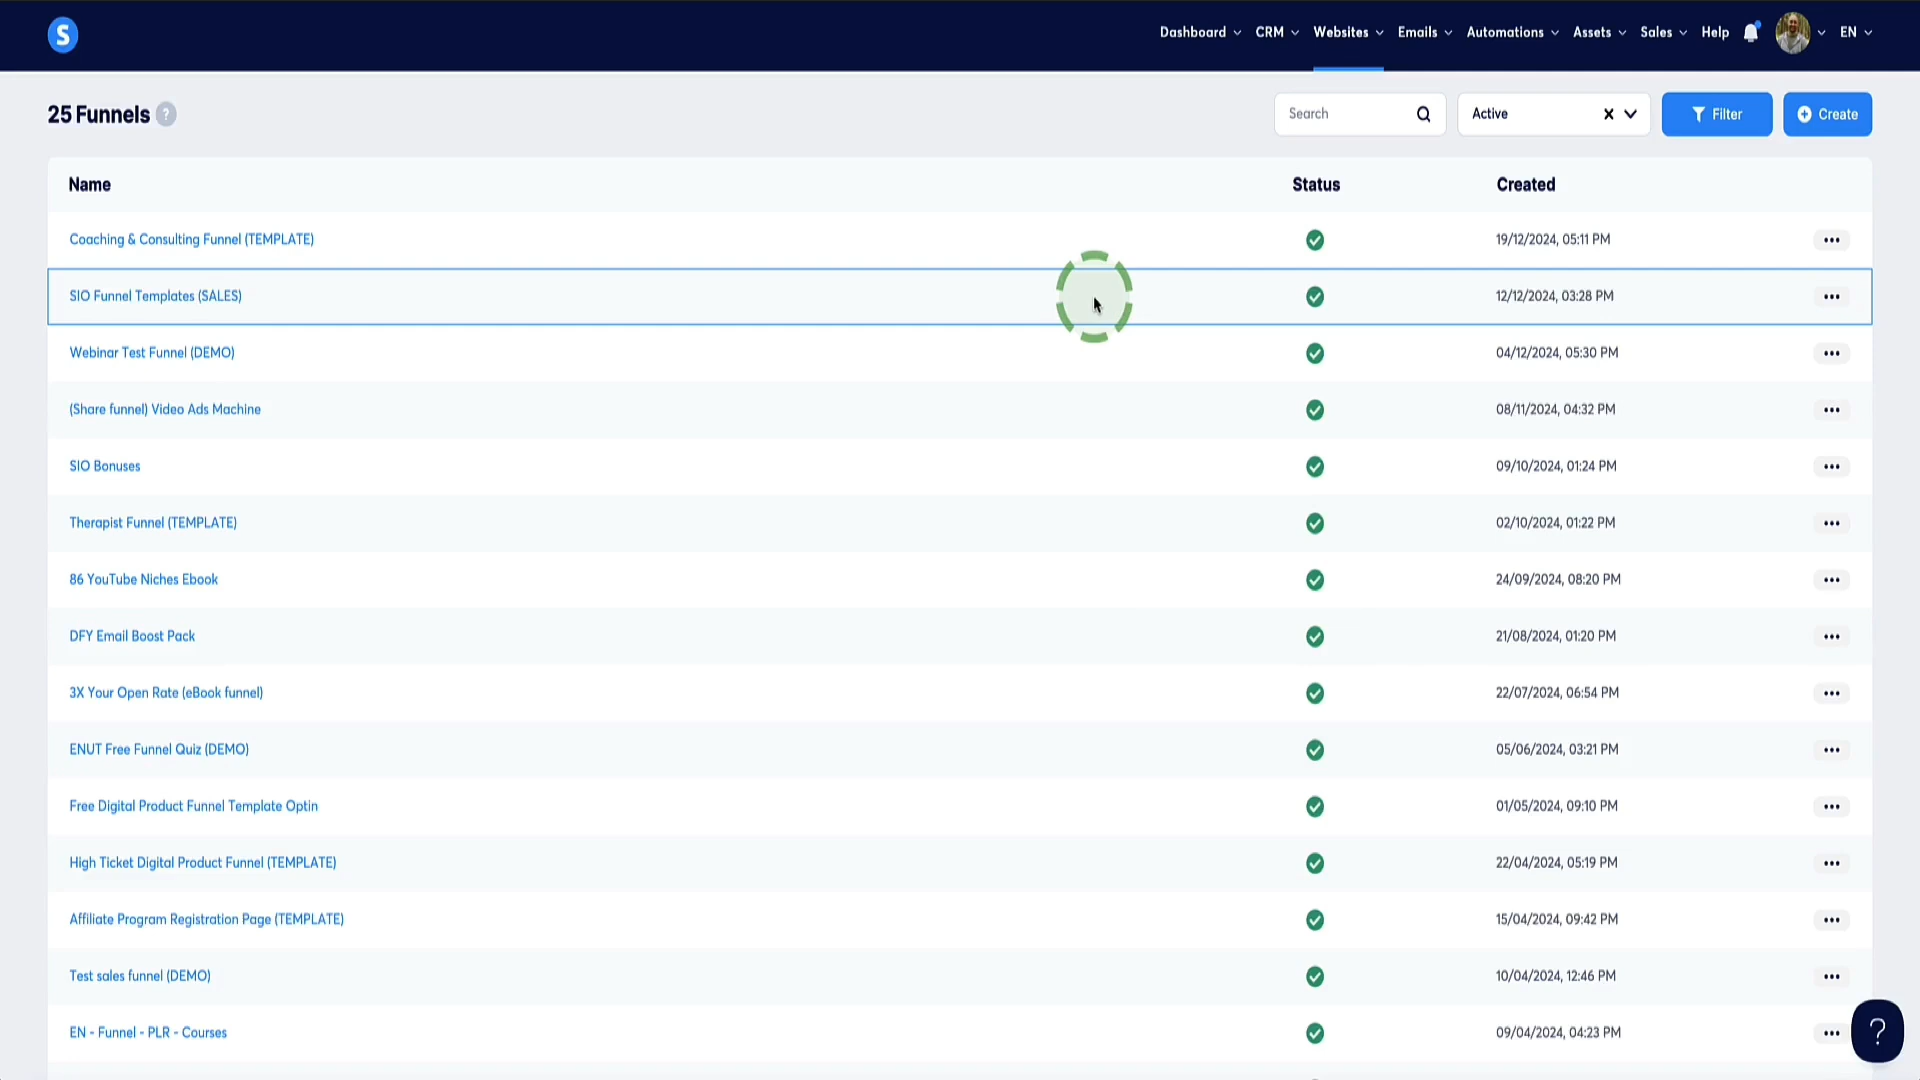 S
Dashboard CRM Websites Emails Automations Assets Sales Help EN
25 Funnels ?
Search Active Filter Create
Name Status Created
Coaching & Consulting Funnel (TEMPLATE) 19/12/2024, 05:11 PM
SIO Funnel Templates (SALES) 12/12/2024, 03:28 PM
Webinar Test Funnel (DEMO) 04/12/2024, 05:30 PM
(Share funnel) Video Ads Machine 08/11/2024, 04:32 PM
SIO Bonuses 09/10/2024, 01:24 PM
Therapist Funnel (TEMPLATE) 02/10/2024, 01:22 PM
86 YouTube Niches Ebook 24/09/2024, 08:20 PM
DFY Email Boost Pack 21/08/2024, 01:20 PM
3X Your Open Rate (eBook funnel) 22/07/2024, 06:54 PM
ENUT Free Funnel Quiz (DEMO) 05/06/2024, 03:21 PM
Free Digital Product Funnel Template Optin 01/05/2024, 09:10 PM
High Ticket Digital Product Funnel (TEMPLATE) 22/04/2024, 05:19 PM
Affiliate Program Registration Page (TEMPLATE) 15/04/2024, 09:42 PM
Test sales funnel (DEMO) 10/04/2024, 12:46 PM
EN - Funnel - PLR - Courses 09/04/2024, 04:23 PM
?